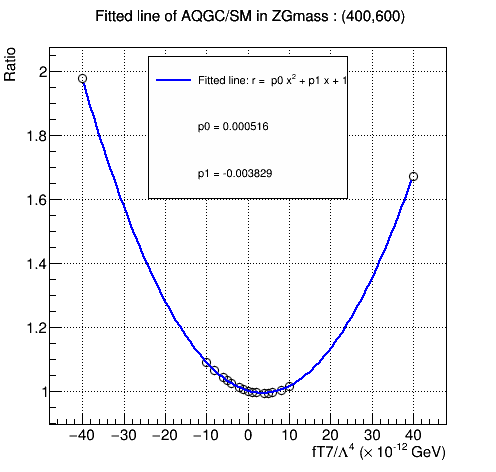 Fitted line of AQGC/SM in ZGmass : (400,600)
Ratio
Fitted line: r =  p0 x² + p1 x + 1
p0 = 0.000516
p1 = -0.003829
2
1.8
1.6
1.4
1.2
1
−40 −30 −20 −10 0 10 20 30 40
fT7/Λ⁴ (× 10⁻¹² GeV)